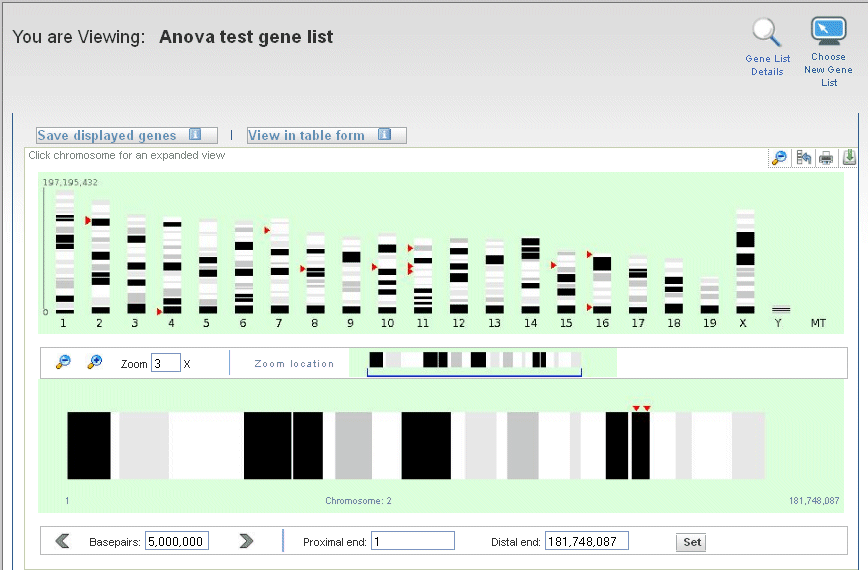 You are Viewing: Anova test gene list
Gene List
Details
Choose
New Gene
List
Save displayed genes | View in table form
Click chromosome for an expanded view
197,195,432
0
1 2 3 4 5 6 7 8 9 10 11 12 13 14 15 16 17 18 19 X Y MT
Zoom 3 X Zoom location
1 Chromosome: 2 181,748,087
Basepairs: 5,000,000 Proximal end: 1 Distal end: 181,748,087 Set